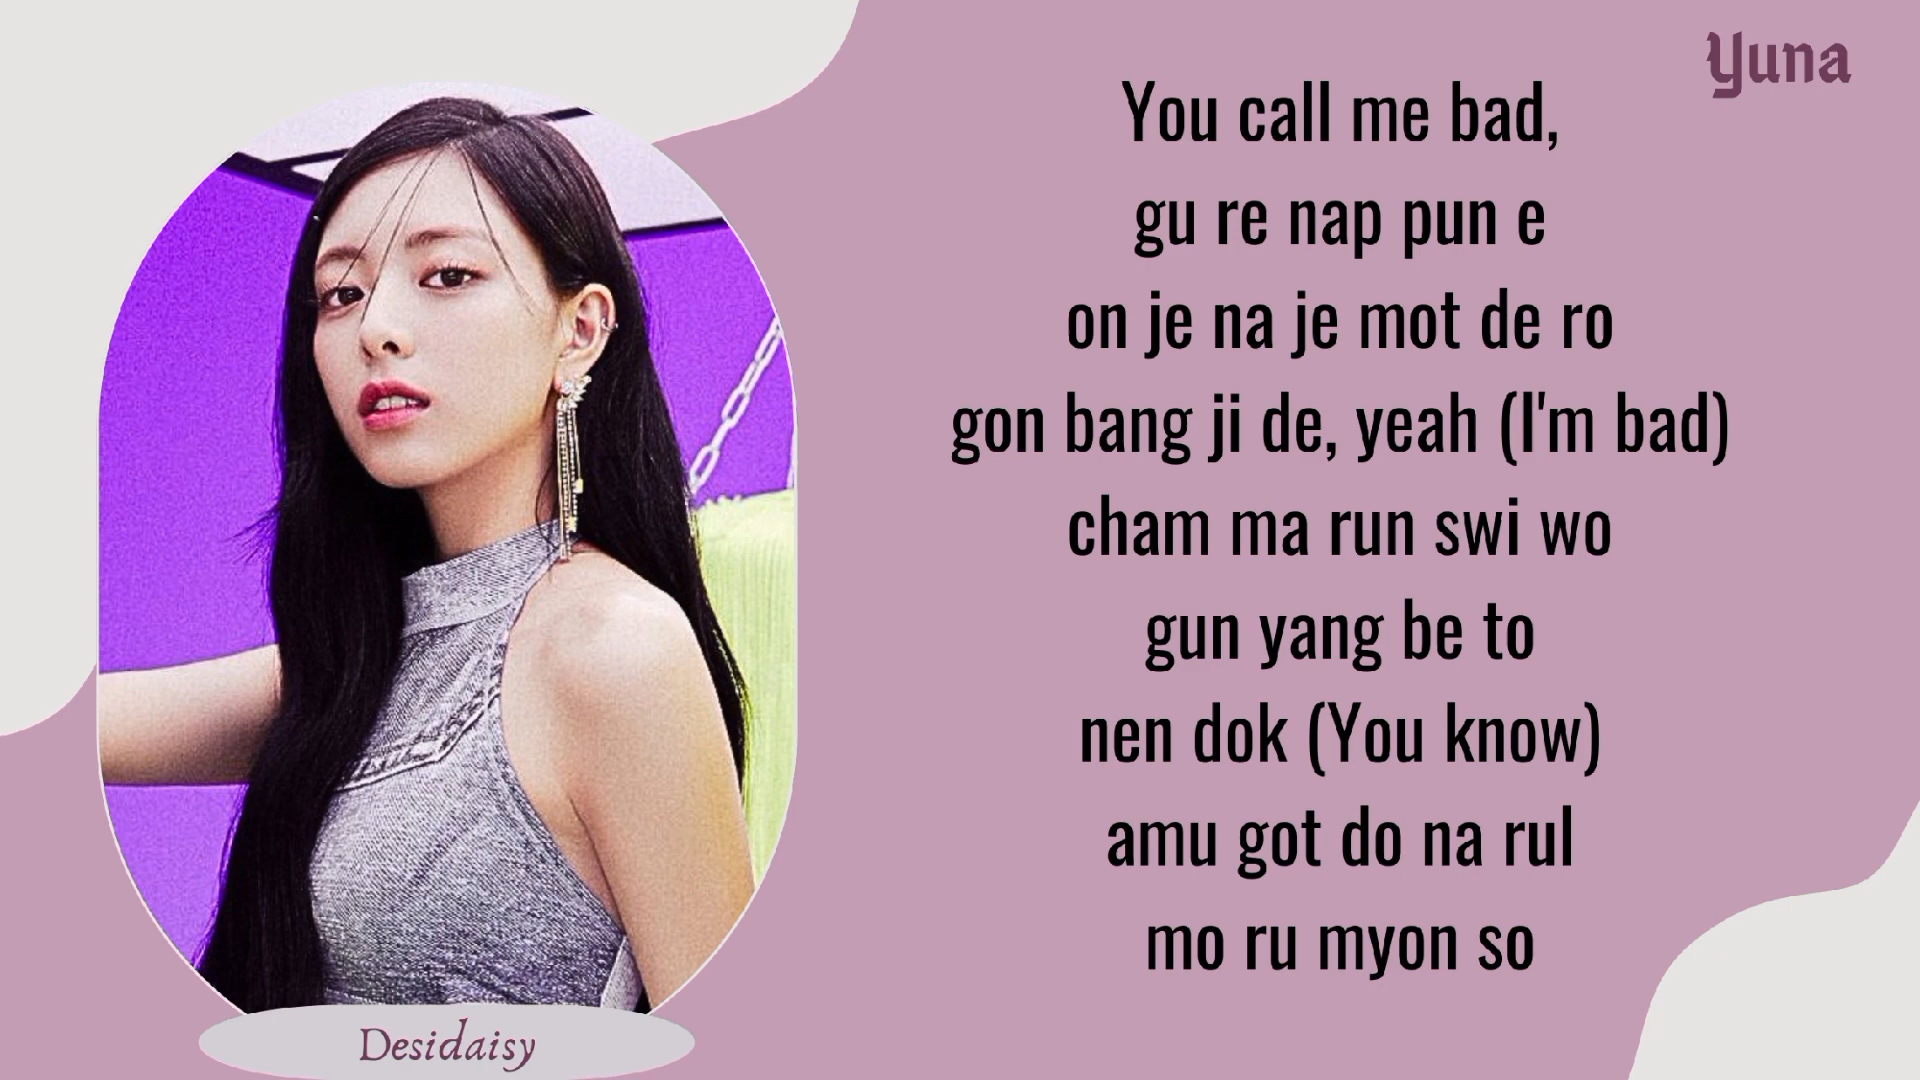 Yuna
You call me bad,
gu re nap pun e
on je na je mot de ro
gon bang ji de, yeah (I'm bad)
cham ma run swi wo
gun yang be to
nen dok (You know)
amu got do na rul
mo ru myon so
Desidaisy